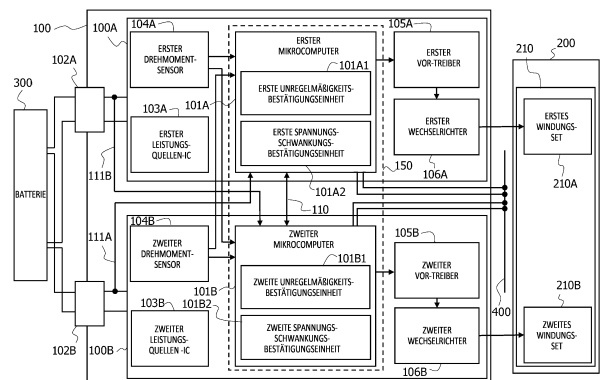 100
100A
104A
105A
200
210
102A
300
ERSTER
DREHMOMENT-
SENSOR
ERSTER
MIKROCOMPUTER
101A1
ERSTE UNREGELMÄẞIGKEITS-
BESTÄTIGUNGSEINHEIT
101A
103A
ERSTER
LEISTUNGS-
QUELLEN-IC
ERSTE SPANNUNGS-
SCHWANKUNGS-
BESTÄTIGUNGSEINHEIT
101A2
ERSTER
VOR-TREIBER
ERSTER
WECHSELRICHTER
106A
150
ERSTES
WINDUNGS-
SET
210A
BATTERIE
111B
111A
110
104B
ZWEITER
DREHMOMENT-
SENSOR
103B
101B
101B2
ZWEITER
MIKROCOMPUTER
101B1
ZWEITE UNREGELMÄẞIGKEITS-
BESTÄTIGUNGSEINHEIT
ZWEITE SPANNUNGS-
SCHWANKUNGS-
BESTÄTIGUNGSEINHEIT
105B
ZWEITER
VOR-TREIBER
ZWEITER
WECHSELRICHTER
106B
400
210B
ZWEITES
WINDUNGS-
SET
ZWEITER
LEISTUNGS-
QUELLEN -IC
102B
100B